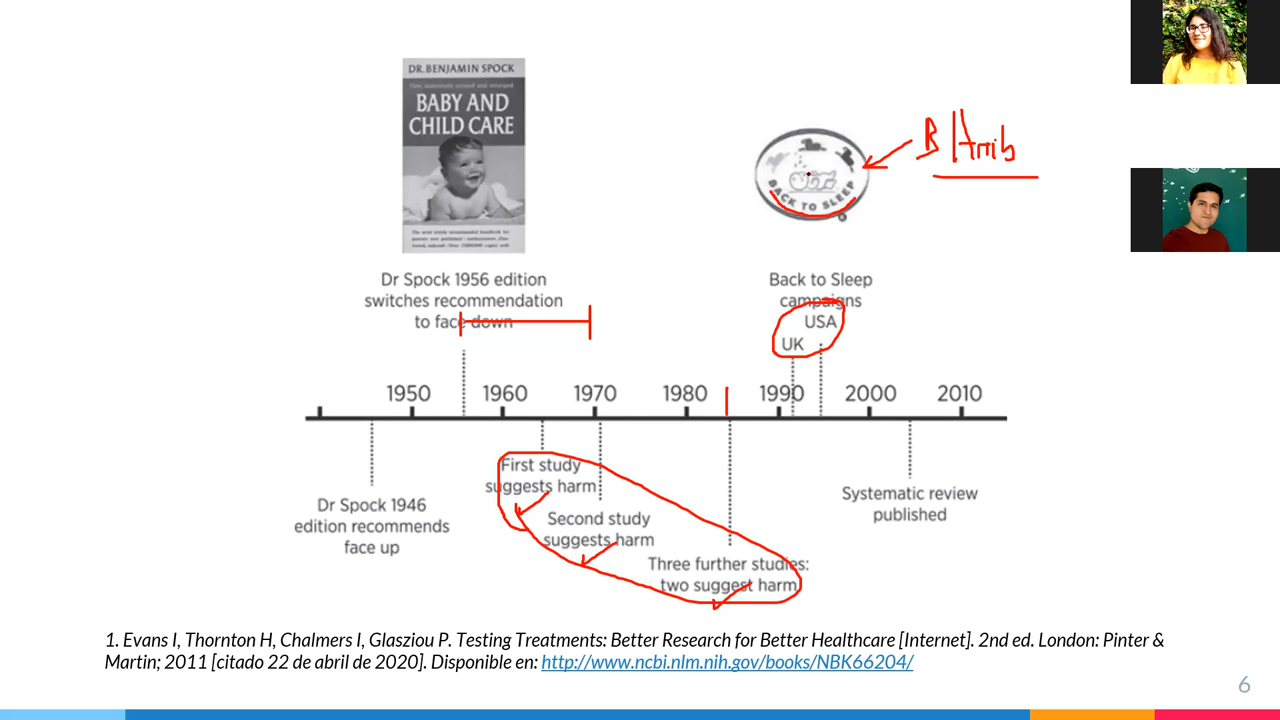 DR. BENJAMIN SPOCK
BABY AND
CHILD CARE
BACK TO SLEEP
Dr Spock 1956 edition
switches recommendation
to face down
Back to Sleep
campaigns
USA
UK
1950
1960
1970
1980
1990
2000
2010
First study
suggests harm
Second study
suggests harm
Three further studies:
two suggest harm
Dr Spock 1946
edition recommends
face up
Systematic review
published
1. Evans I, Thornton H, Chalmers I, Glasziou P. Testing Treatments: Better Research for Better Healthcare [Internet]. 2nd ed. London: Pinter &
Martin; 2011 [citado 22 de abril de 2020]. Disponible en: http://www.ncbi.nlm.nih.gov/books/NBK66204/
6